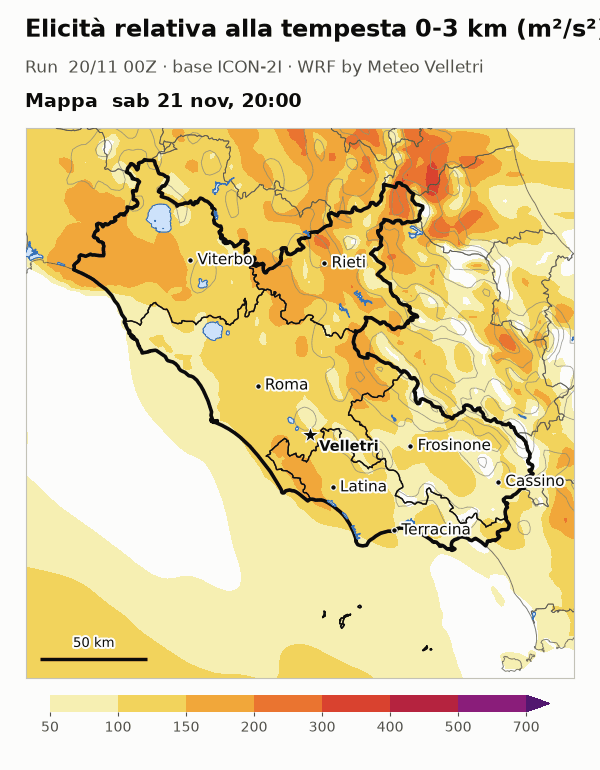 Elicità relativa alla tempesta 0-3 km (m²/s²)
Run 20/11 00Z · base ICON-2I · WRF by Meteo Velletri
Mappa sab 21 nov, 20:00
Viterbo
Rieti
Roma
Velletri
Frosinone
Cassino
Latina
Terracina
50 km
50 100 150 200 300 400 500 700